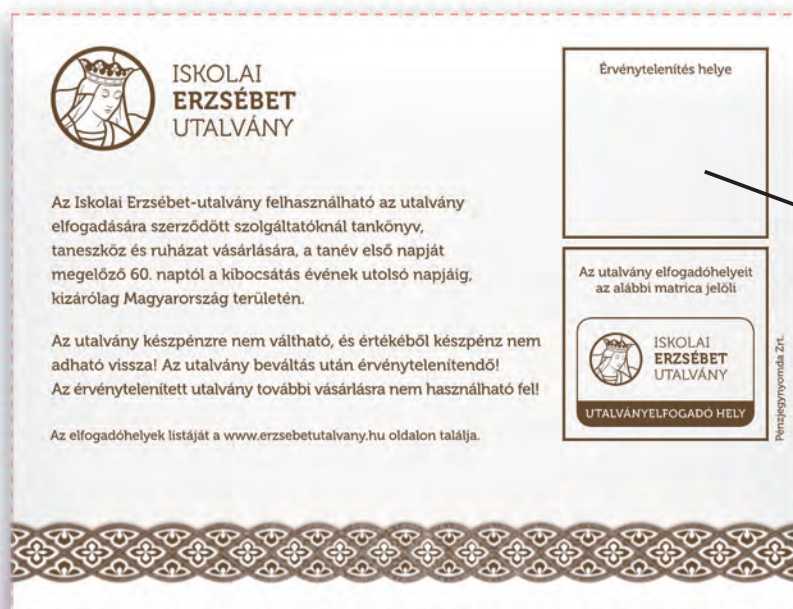 ISKOLAI
ERZSÉBET
UTALVÁNY
Az Iskolai Erzsébet-utalvány felhasználható az utalvány
elfogadására szerződött szolgáltatóknál tankönyv,
taneszköz és ruházat vásárlására, a tanév első napját
megelőző 60. naptól a kibocsátás évének utolsó napjáig,
kizárólag Magyarország területén.
Az utalvány készpénzre nem váltható, és értékéből készpénz nem
adható vissza! Az utalvány beváltás után érvénytelenítendő!
Az érvénytelenített utalvány további vásárlásra nem használható fel!
Az elfogadóhelyek listáját a www.erzsebetutalvany.hu oldalon találja.
Érvénytelenítés helye
Az utalvány elfogadóhelyeit
az alábbi matrica jelöli
ISKOLAI
ERZSÉBET
UTALVÁNY
UTALVÁNYELFOGADÓ HELY
Pénzjegynyomda Zrt.